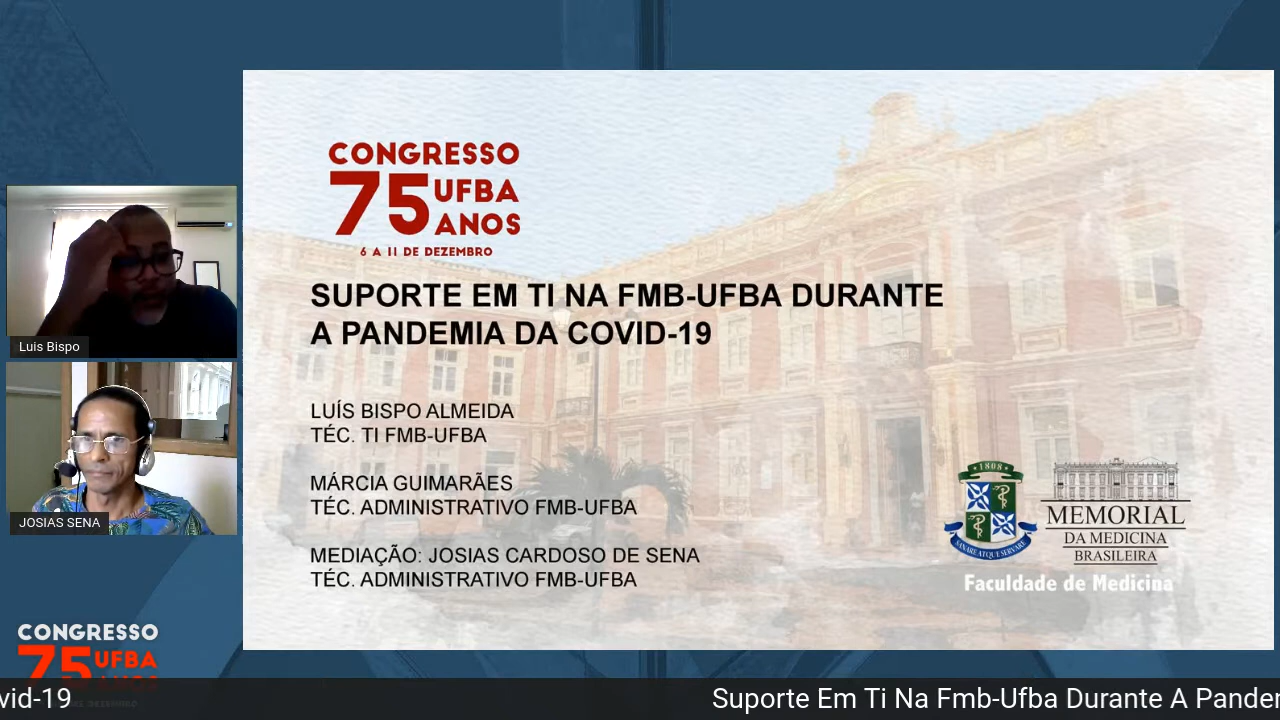 CONGRESSO
75 UFBA
ANOS
6 A 11 DE DEZEMBRO
SUPORTE EM TI NA FMB-UFBA DURANTE
A PANDEMIA DA COVID-19
LUÍS BISPO ALMEIDA
TÉC. TI FMB-UFBA
MÁRCIA GUIMARÃES
TÉC. ADMINISTRATIVO FMB-UFBA
MEDIAÇÃO: JOSIAS CARDOSO DE SENA
TÉC. ADMINISTRATIVO FMB-UFBA
1808
SANARE ATQUE SERVARE
MEMORIAL
DA MEDICINA
BRASILEIRA
Faculdade de Medicina
Luis Bispo
JOSIAS SENA
CONGRESSO
75 UFBA
ANOS
vid-19
Suporte Em Ti Na Fmb-Ufba Durante A Pander